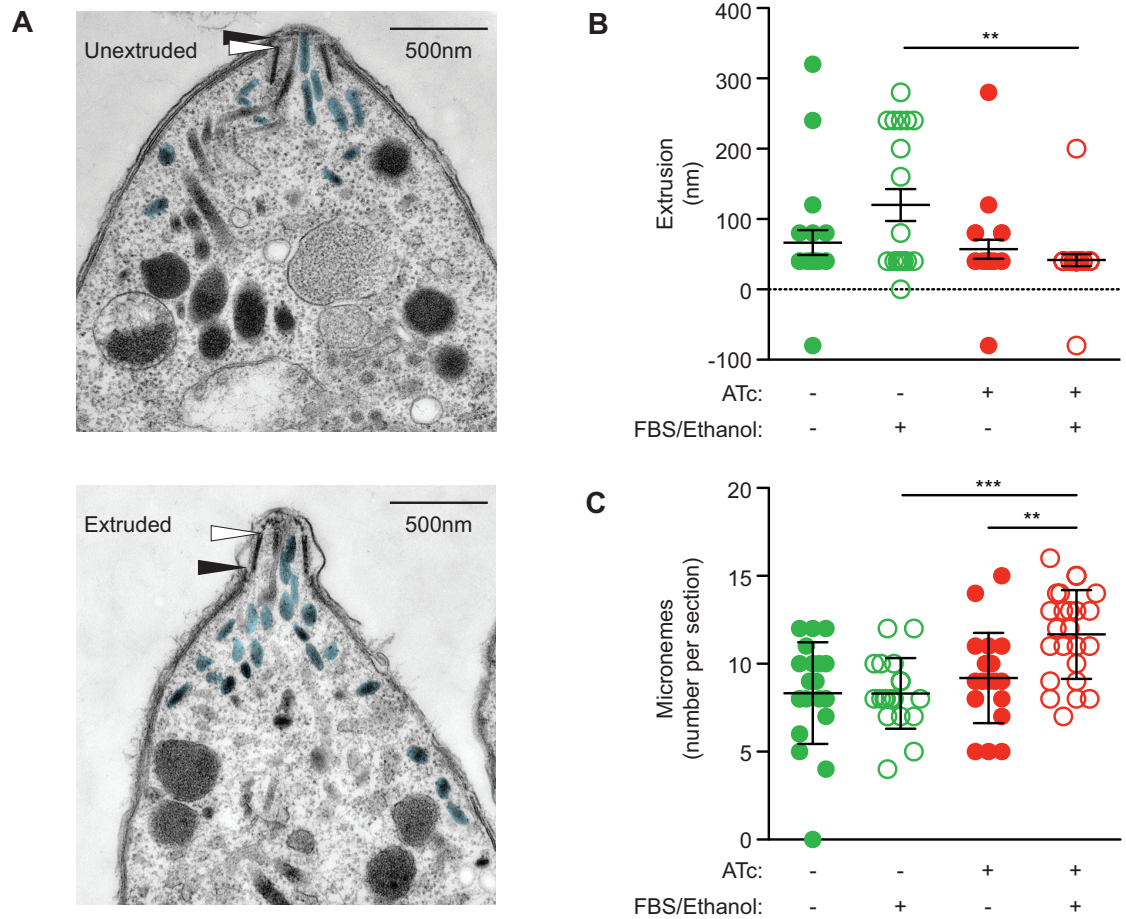 A
Unextruded
500nm
Extruded
500nm
B
**
Extrusion
(nm)
400
300
200
100
0
-100
ATc: - - + +
FBS/Ethanol: - + - +
C
***
**
Micronemes
(number per section)
20
15
10
5
0
ATc: - - + +
FBS/Ethanol: - + - +